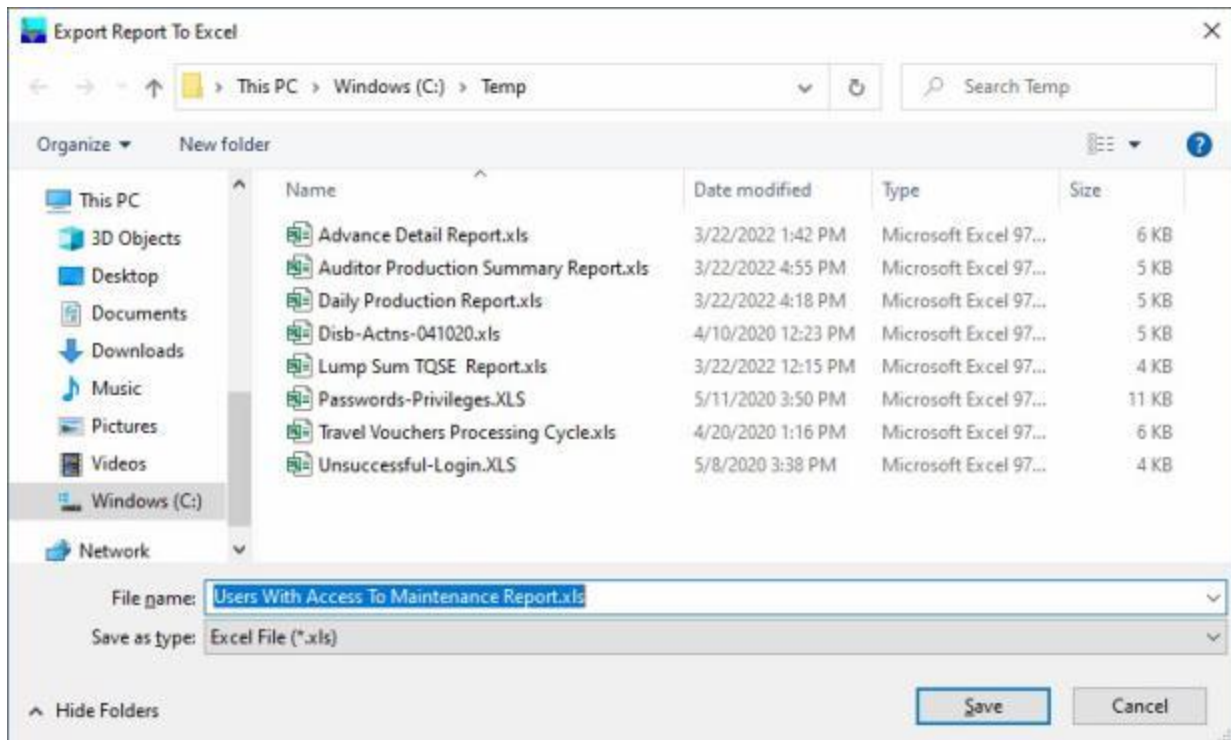 Export Report To Excel
This PC > Windows (C:) > Temp
Search Temp
Organize
New folder
Name
Date modified
Type
Size
This PC
3D Objects
Desktop
Documents
Downloads
Music
Pictures
Videos
Windows (C:)
Network
Advance Detail Report.xls 3/22/2022 1:42 PM Microsoft Excel 97... 6 KB
Auditor Production Summary Report.xls 3/22/2022 4:55 PM Microsoft Excel 97... 5 KB
Daily Production Report.xls 3/22/2022 4:18 PM Microsoft Excel 97... 5 KB
Disb-Actns-041020.xls 4/10/2020 12:23 PM Microsoft Excel 97... 5 KB
Lump Sum TQSE Report.xls 3/22/2022 12:15 PM Microsoft Excel 97... 4 KB
Passwords-Privileges.XLS 5/11/2020 3:50 PM Microsoft Excel 97... 11 KB
Travel Vouchers Processing Cycle.xls 4/20/2020 1:16 PM Microsoft Excel 97... 6 KB
Unsuccessful-Login.XLS 5/8/2020 3:38 PM Microsoft Excel 97... 4 KB
File name: Users With Access To Maintenance Report.xls
Save as type: Excel File (*.xls)
Hide Folders
Save
Cancel